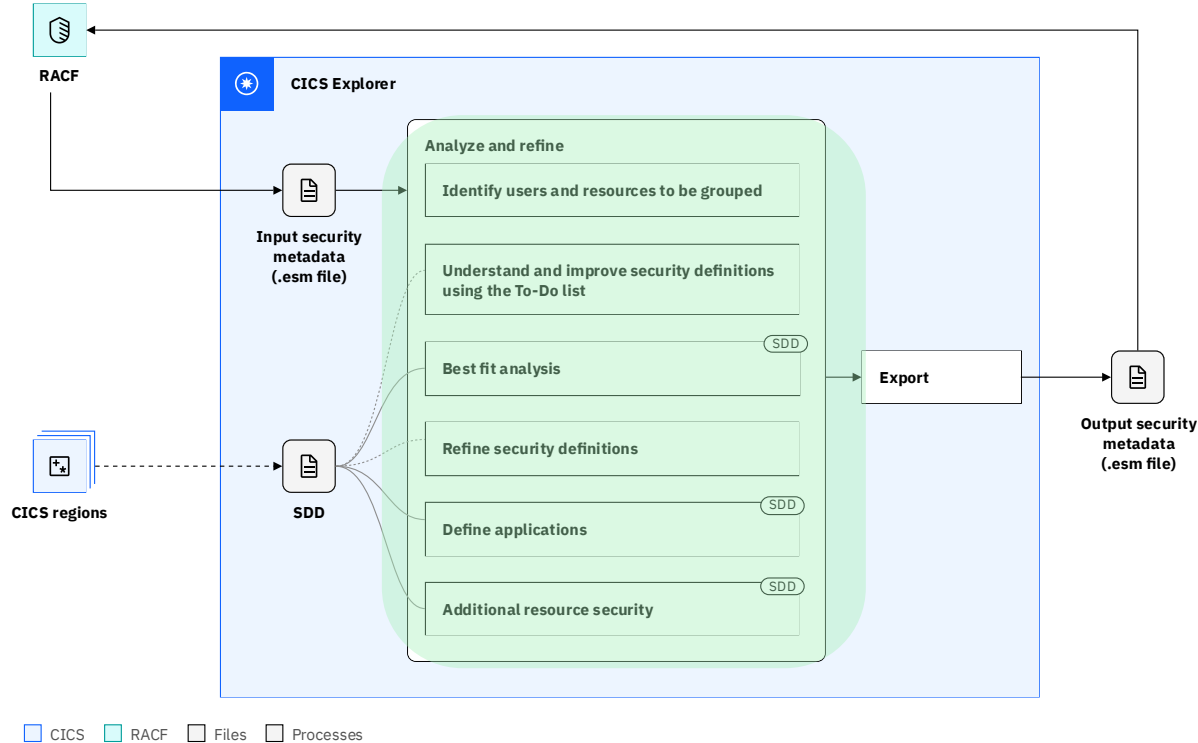 RACF
CICS Explorer
Analyze and refine
Identify users and resources to be grouped
Input security
metadata
(.esm file)
Understand and improve security definitions
using the To-Do list
SDD
Best fit analysis
Export
Output security
metadata
(.esm file)
Refine security definitions
CICS regions
SDD
SDD
Define applications
SDD
Additional resource security
CICS
RACF
Files
Processes